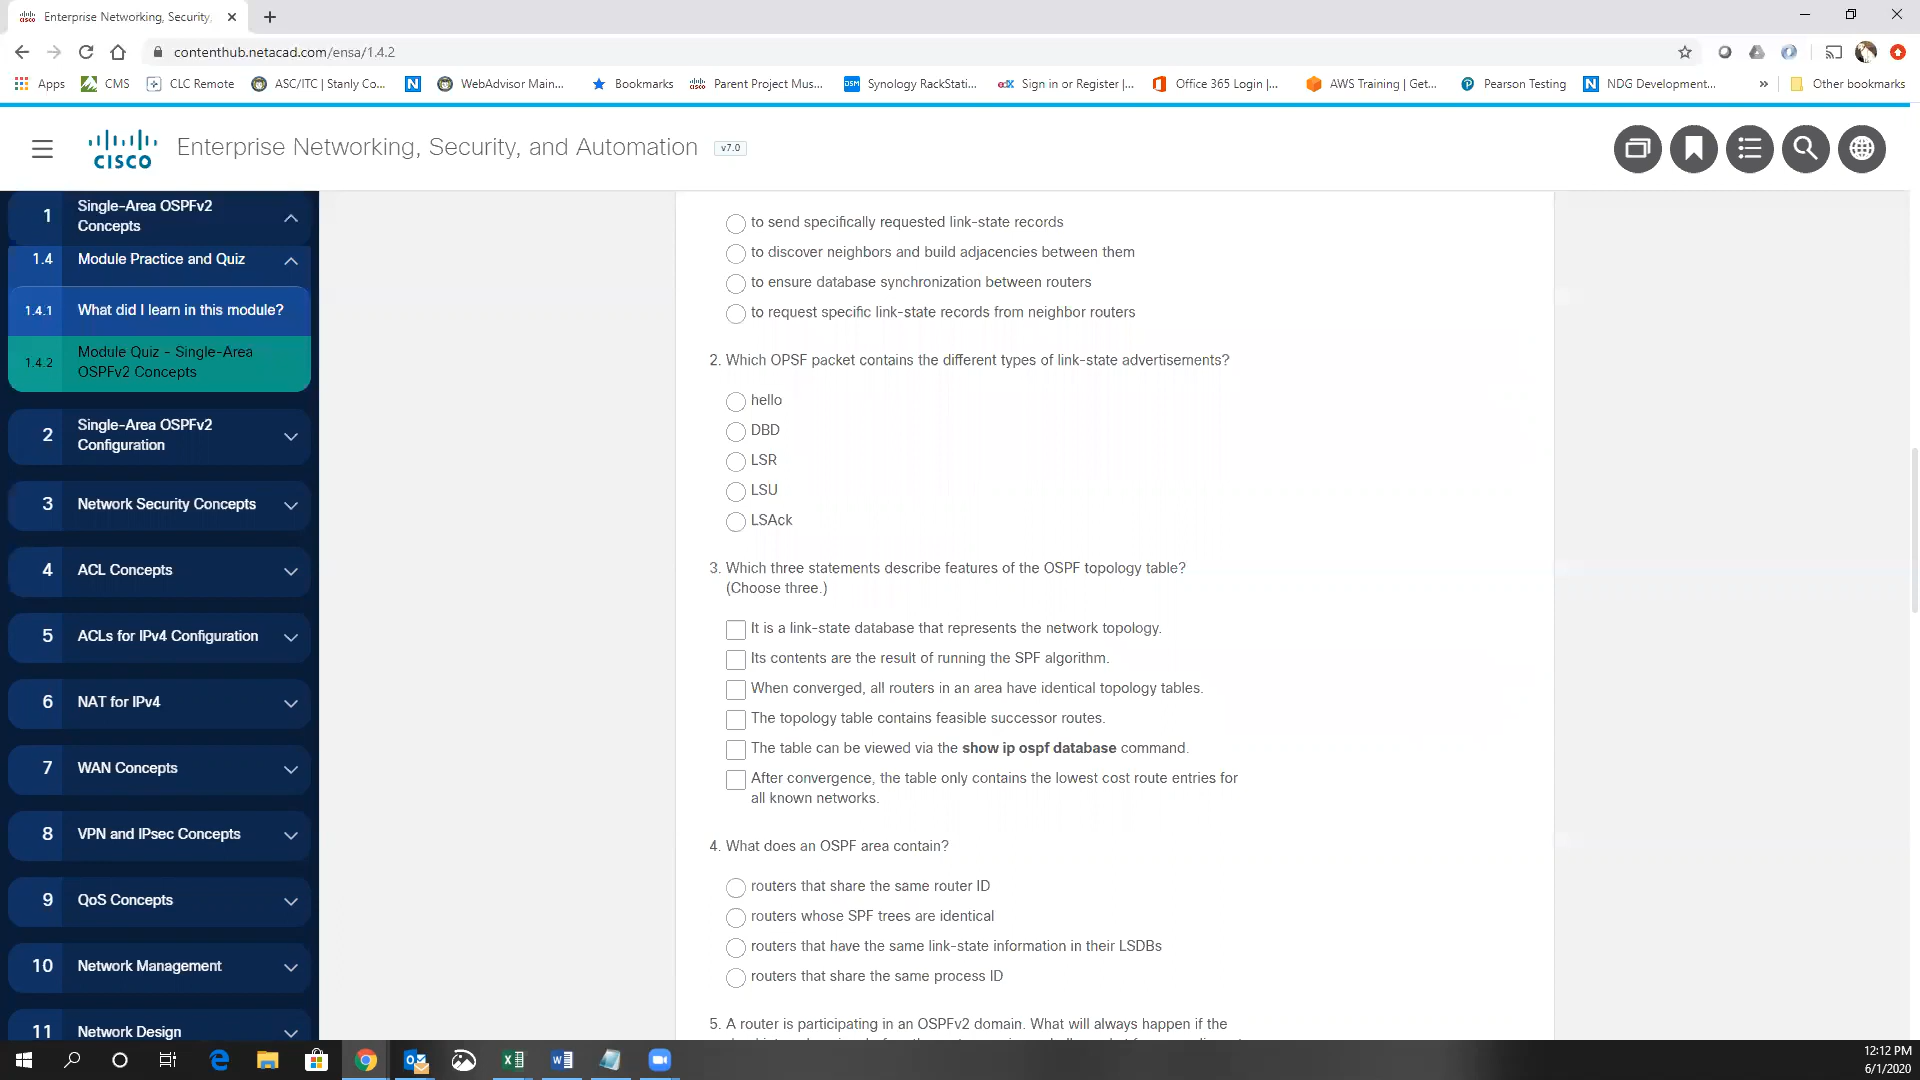 Enterprise Networking, Security,
contenthub.netacad.com/ensa/1.4.2
Apps CMS CLC Remote ASC/ITC | Stanly Co... WebAdvisor Main... Bookmarks Parent Project Mus... Synology RackStati... Sign in or Register |... Office 365 Login |... AWS Training | Get... Pearson Testing NDG Development... » Other bookmarks
CISCO Enterprise Networking, Security, and Automation v7.0
1 Single-Area OSPFv2
Concepts
1.4 Module Practice and Quiz
1.4.1 What did I learn in this module?
1.4.2 Module Quiz - Single-Area
OSPFv2 Concepts
2 Single-Area OSPFv2
Configuration
3 Network Security Concepts
4 ACL Concepts
5 ACLs for IPv4 Configuration
6 NAT for IPv4
7 WAN Concepts
8 VPN and IPsec Concepts
9 QoS Concepts
10 Network Management
11 Network Design
to send specifically requested link-state records
to discover neighbors and build adjacencies between them
to ensure database synchronization between routers
to request specific link-state records from neighbor routers
2. Which OPSF packet contains the different types of link-state advertisements?
hello
DBD
LSR
LSU
LSAck
3. Which three statements describe features of the OSPF topology table?
(Choose three.)
It is a link-state database that represents the network topology.
Its contents are the result of running the SPF algorithm.
When converged, all routers in an area have identical topology tables.
The topology table contains feasible successor routes.
The table can be viewed via the show ip ospf database command.
After convergence, the table only contains the lowest cost route entries for
all known networks.
4. What does an OSPF area contain?
routers that share the same router ID
routers whose SPF trees are identical
routers that have the same link-state information in their LSDBs
routers that share the same process ID
5. A router is participating in an OSPFv2 domain. What will always happen if the
12:12 PM
6/1/2020